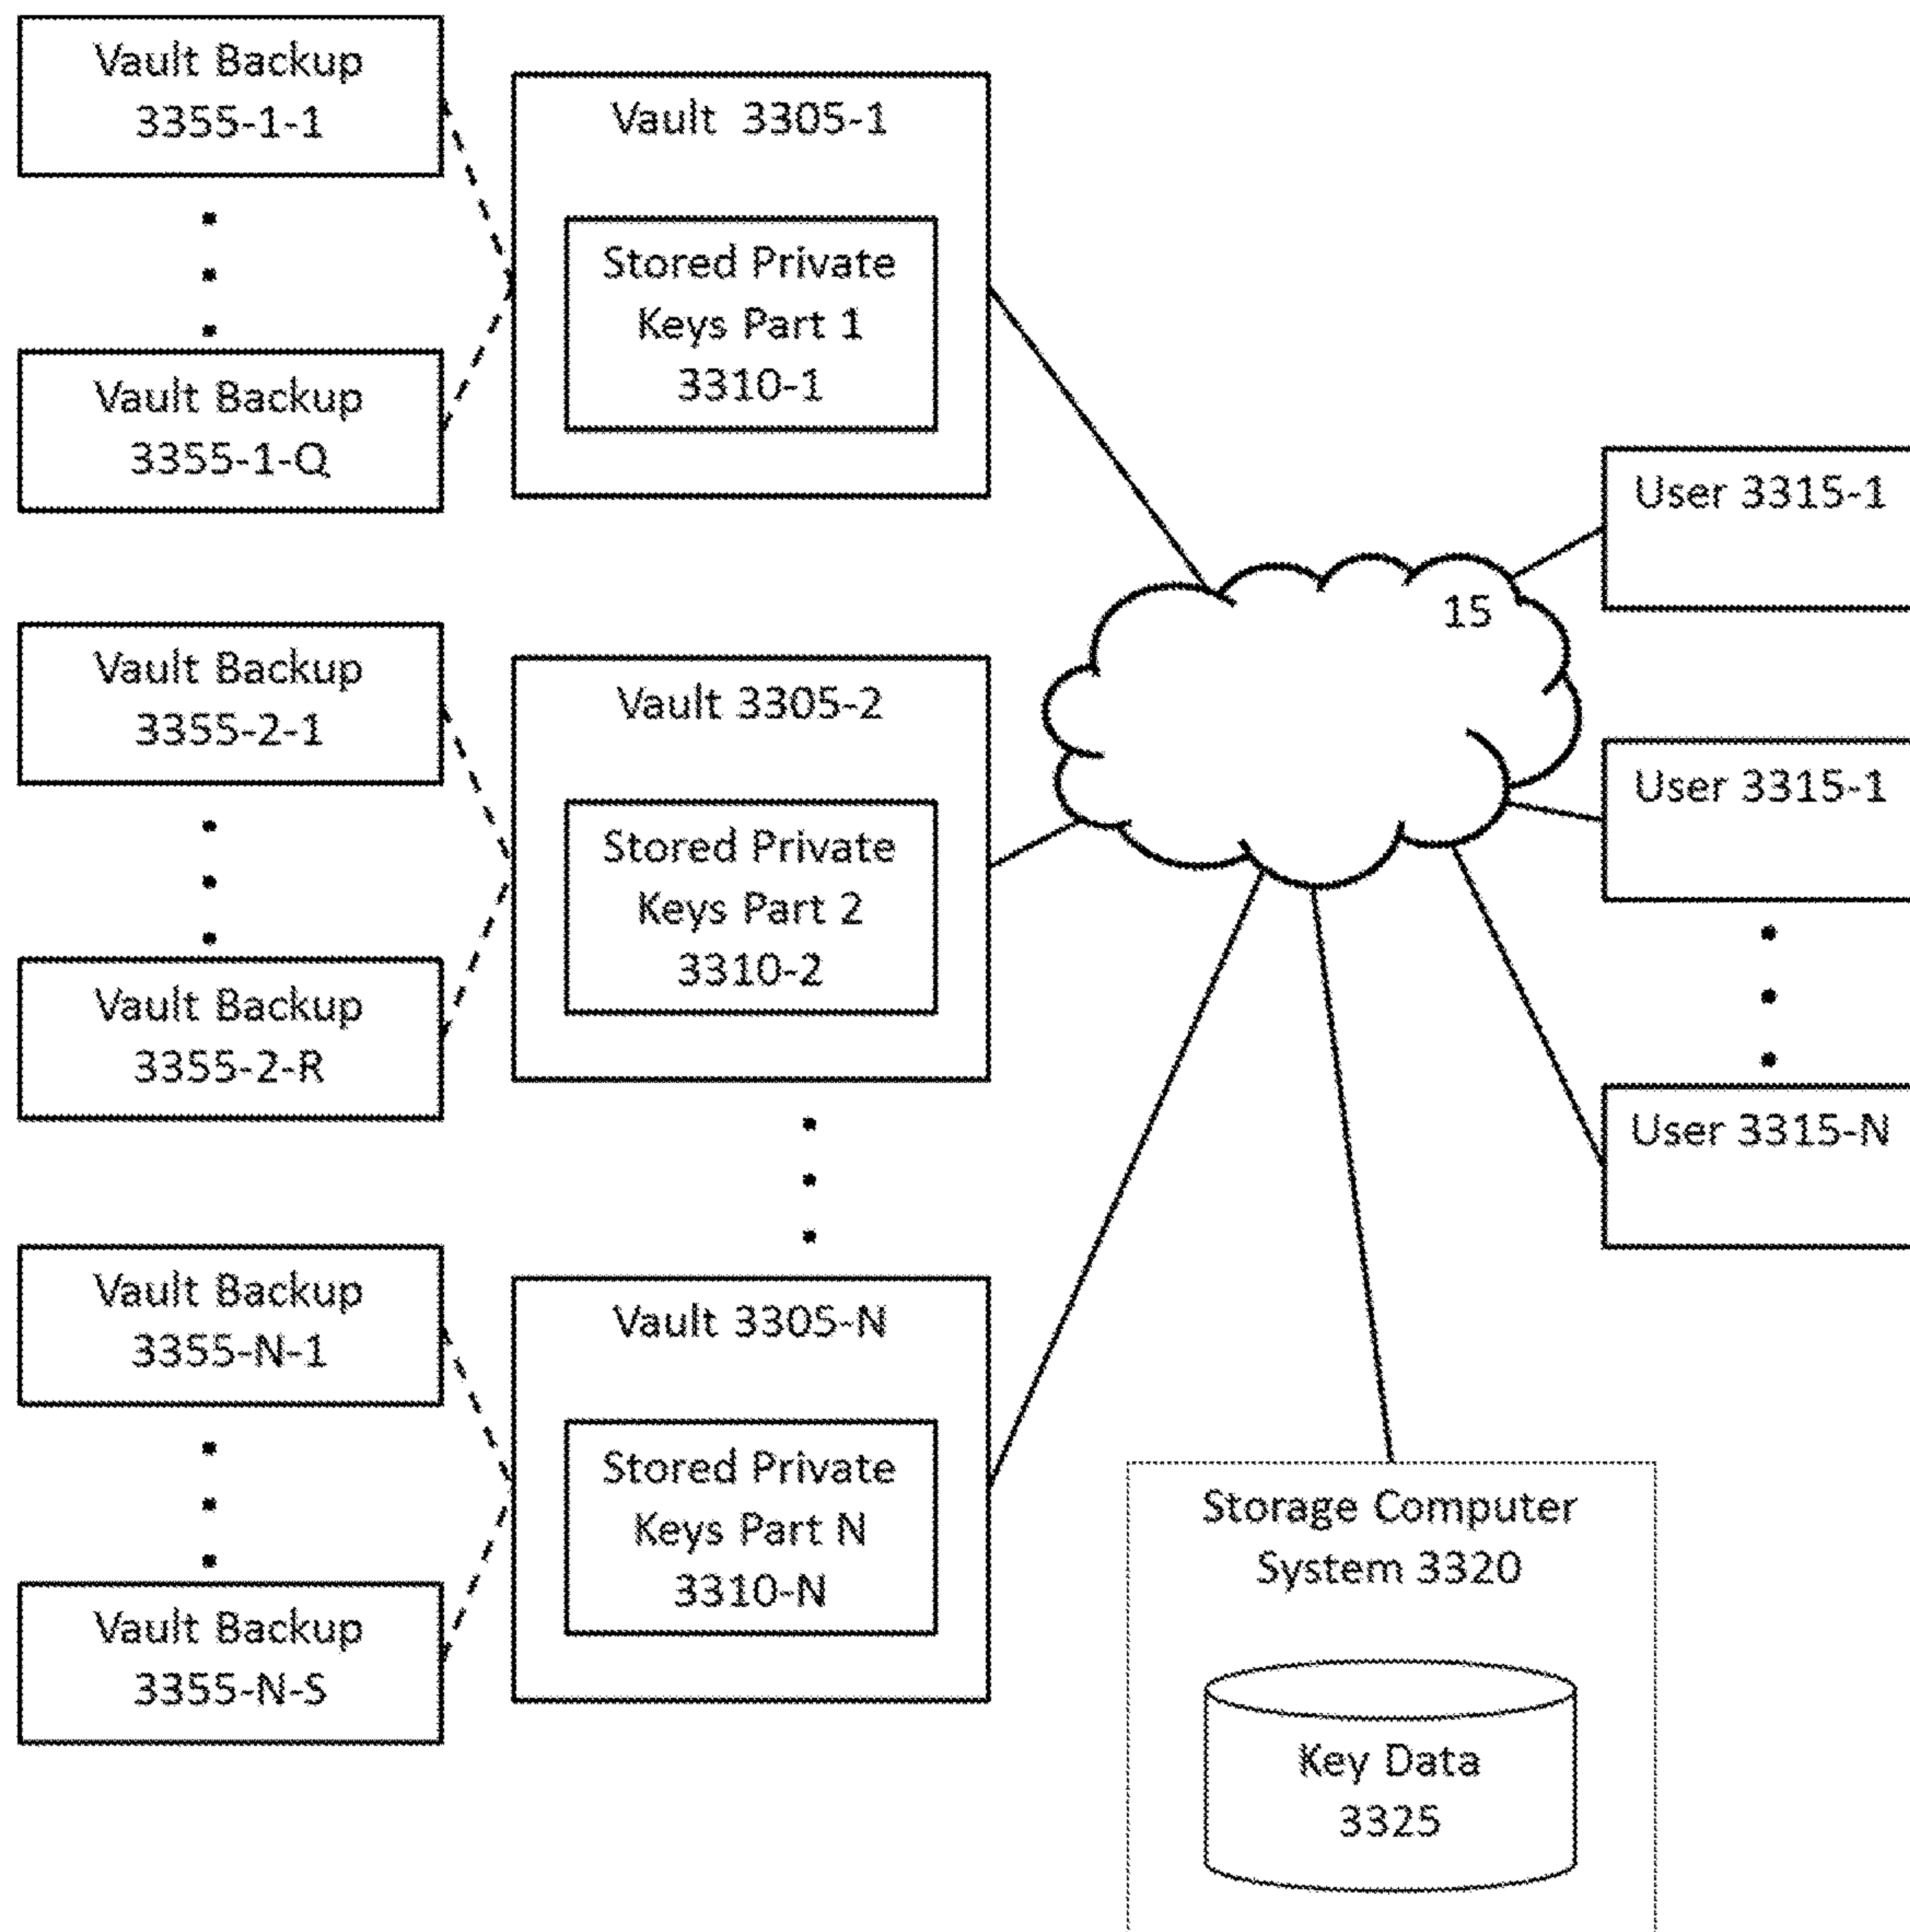 Vault Backup
3355-1-1
Vault Backup
3355-1-Q
Vault 3305-1
Stored Private
Keys Part 1
3310-1
Vault Backup
3355-2-1
Vault Backup
3355-2-R
Vault 3305-2
Stored Private
Keys Part 2
3310-2
Vault Backup
3355-N-1
Vault Backup
3355-N-S
Vault 3305-N
Stored Private
Keys Part N
3310-N
15
User 3315-1
User 3315-1
User 3315-N
Storage Computer
System 3320
Key Data
3325